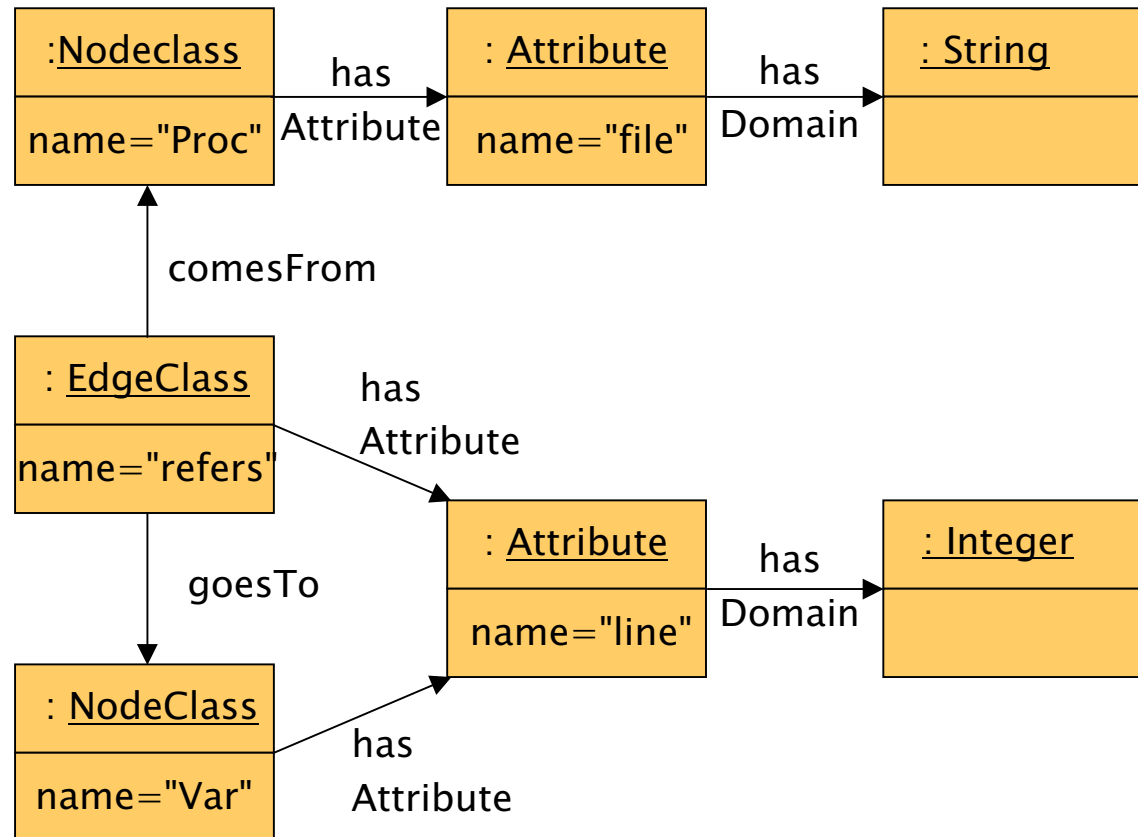 :Nodeclass
name="Proc"
has
Attribute
: Attribute
name="file"
has
Domain
: String
comesFrom
: EdgeClass
name="refers"
has
Attribute
goesTo
: Attribute
name="line"
has
Domain
: Integer
: NodeClass
name="Var"
has
Attribute